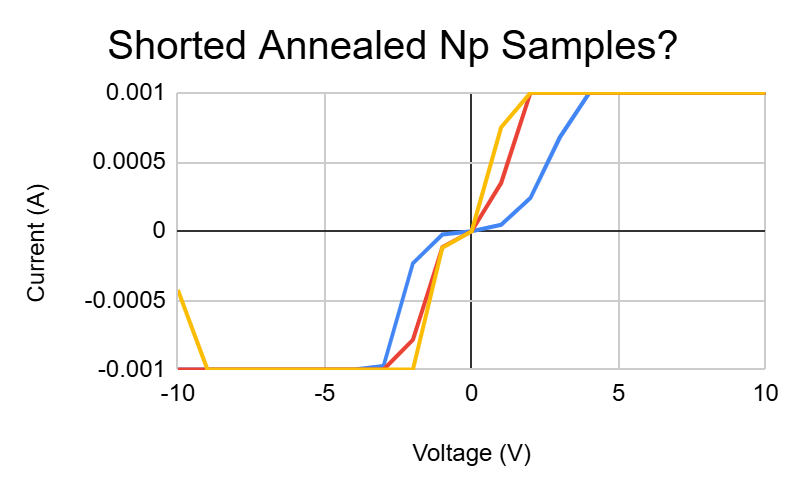 Shorted Annealed Np Samples?
0.001
0.0005
0
-0.0005
-0.001
-10 -5 0 5 10
Voltage (V)
Current (A)